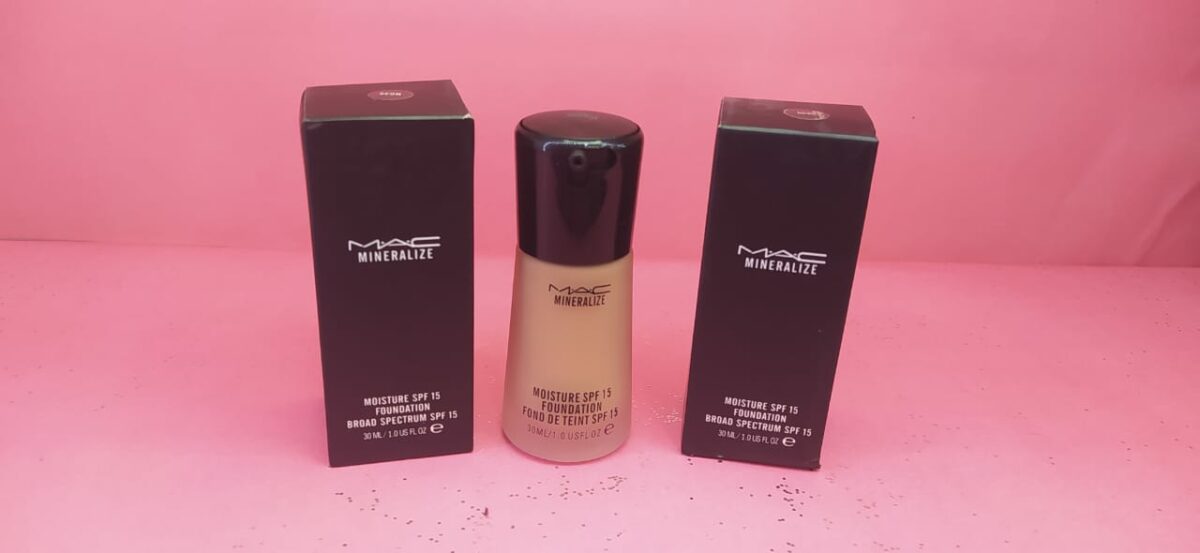 MAC
MINERALIZE
MOISTURE SPF 15
FOUNDATION
BROAD SPECTRUM SPF 15
30 ML/1.0 US FL OZ e
MAC
MINERALIZE
MOISTURE SPF 15
FOUNDATION
FOND DE TEINT SPF 15
30ML/1.0 USFL OZ e
MAC
MINERALIZE
MOISTURE SPF 15
FOUNDATION
BROAD SPECTRUM SPF 15
30 ML/1.0 US FL OZ e